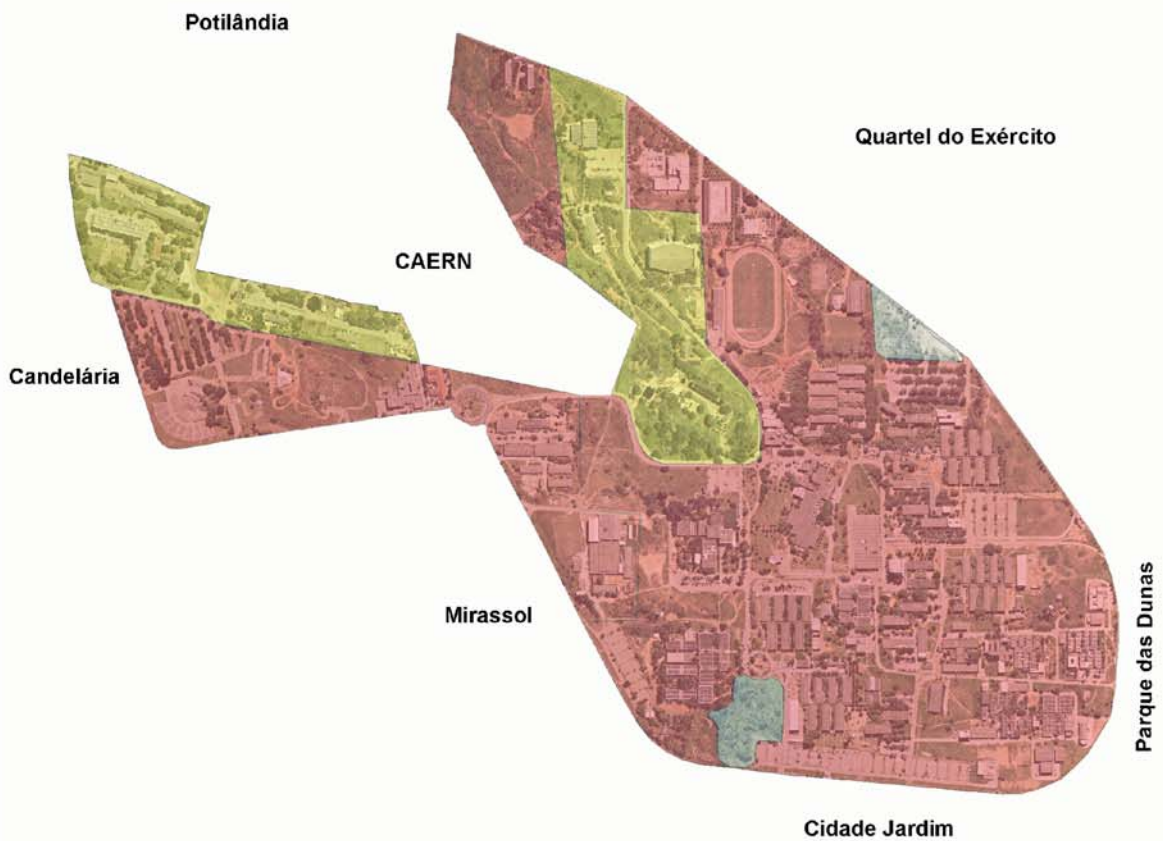 Potilândia
Quartel do Exército
CAERN
Candelária
Mirassol
Parque das Dunas
Cidade Jardim